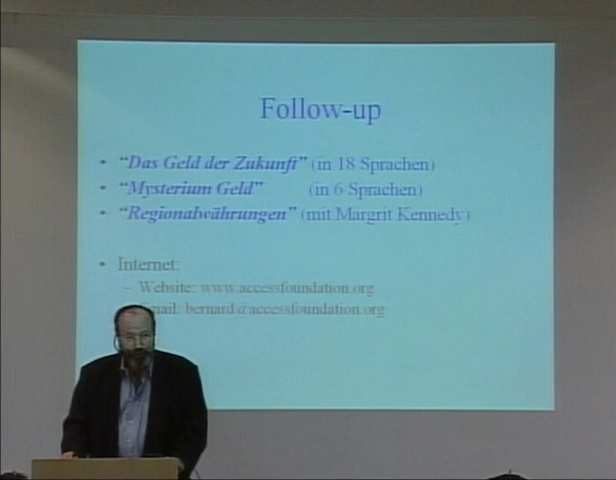 Follow-up
• "Das Geld der Zukunft" (in 18 Sprachen)
• "Mysterium Geld" (in 6 Sprachen)
• "Regionalwährungen" (mit Margrit Kennedy)
• Internet:
– Website: www.accessfoundation.org
Email: bernard@accessfoundation.org